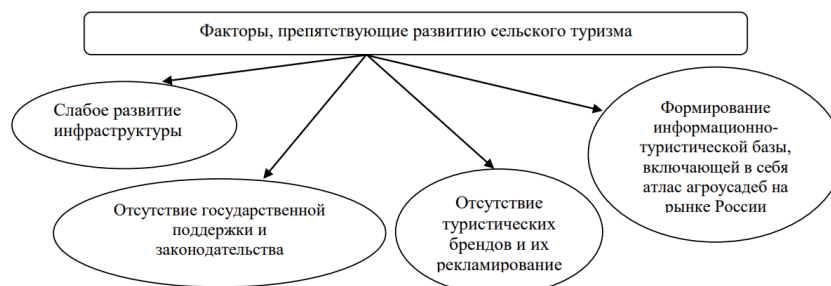 Факторы, препятствующие развитию сельского туризма
Слабое развитие
инфраструктуры
Отсутствие государственной
поддержки и
законодательства
Отсутствие
туристических
брендов и их
рекламирование
Формирование
информационно-
туристической базы,
включающей в себя
атлас агроусадеб на
рынке России